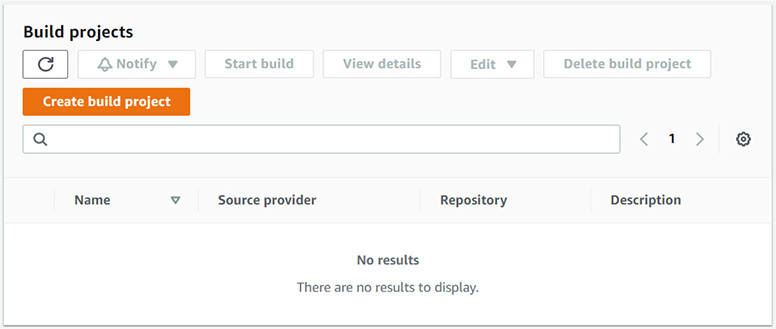 Build projects
Notify Start build View details Edit Delete build project
Create build project
1
Name Source provider Repository Description
No results
There are no results to display.